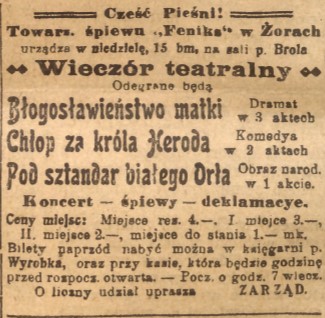 Cześć Pieśni!
Towarz. śpiewu „Feniks" w Żorach
urządza w niedzielę, 15 bm, na sali p. Brola
Wieczór teatralny
Odegrane będą
Błogosławieństwo matki Dramat w 3 aktech
Chłop za króla Heroda Komedya w 2 aktach
Pod sztandar białego Orła Obraz narod. w 1 akcie.
Koncert — śpiewy — deklamacye.
Ceny miejsc: Miejsce rez. 4.—, I miejsce 3.—,
II. miejsce 2.—, miejsce do stania 1.— mk.
Bilety naprzód nabyć można w księgarni p.
Wyrobka, oraz przy kasie, która będzie godzinę
przed rozpocz. otwarta. — Pocz. o godz. 7 wiecz.
O liczny udział uprasza ZARZĄD.